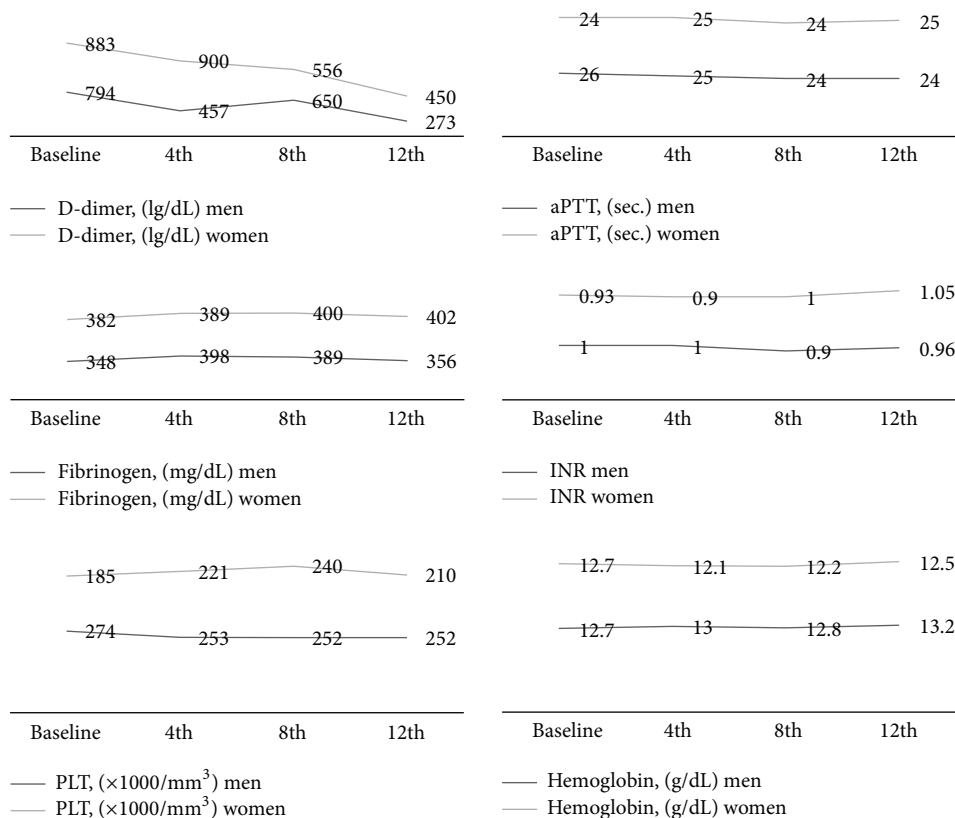 883
900
556
450
794
457
650
273
Baseline 4th 8th 12th
D-dimer, (lg/dL) men
D-dimer, (lg/dL) women
24 25 24 25
26 25 24 24
Baseline 4th 8th 12th
aPTT, (sec.) men
aPTT, (sec.) women
382 389 400 402
348 398 389 356
Baseline 4th 8th 12th
Fibrinogen, (mg/dL) men
Fibrinogen, (mg/dL) women
0.93 0.9 1 1.05
1 1 0.9 0.96
Baseline 4th 8th 12th
INR men
INR women
185 221 240 210
274 253 252 252
Baseline 4th 8th 12th
PLT, (×1000/mm³) men
PLT, (×1000/mm³) women
12.7 12.1 12.2 12.5
12.7 13 12.8 13.2
Baseline 4th 8th 12th
Hemoglobin, (g/dL) men
Hemoglobin, (g/dL) women